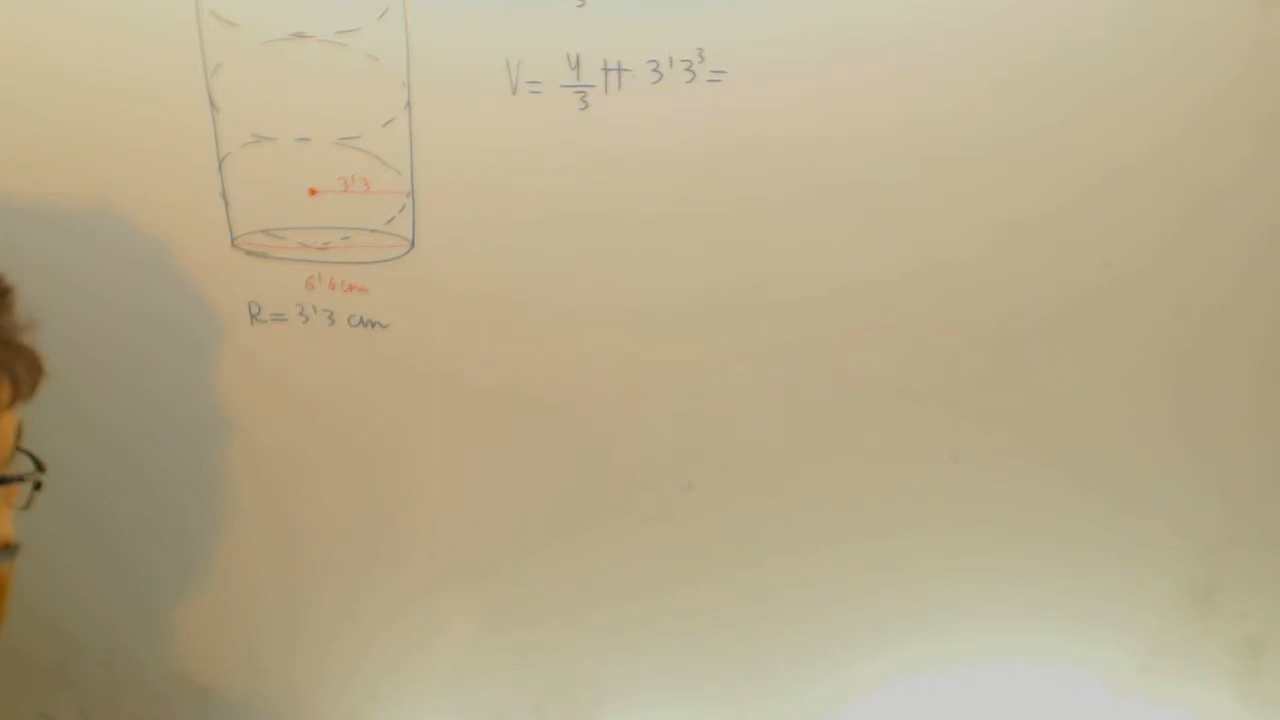 V = 4/3 π · 3'3³ =
3'3
6'6 cm
R = 3'3 cm